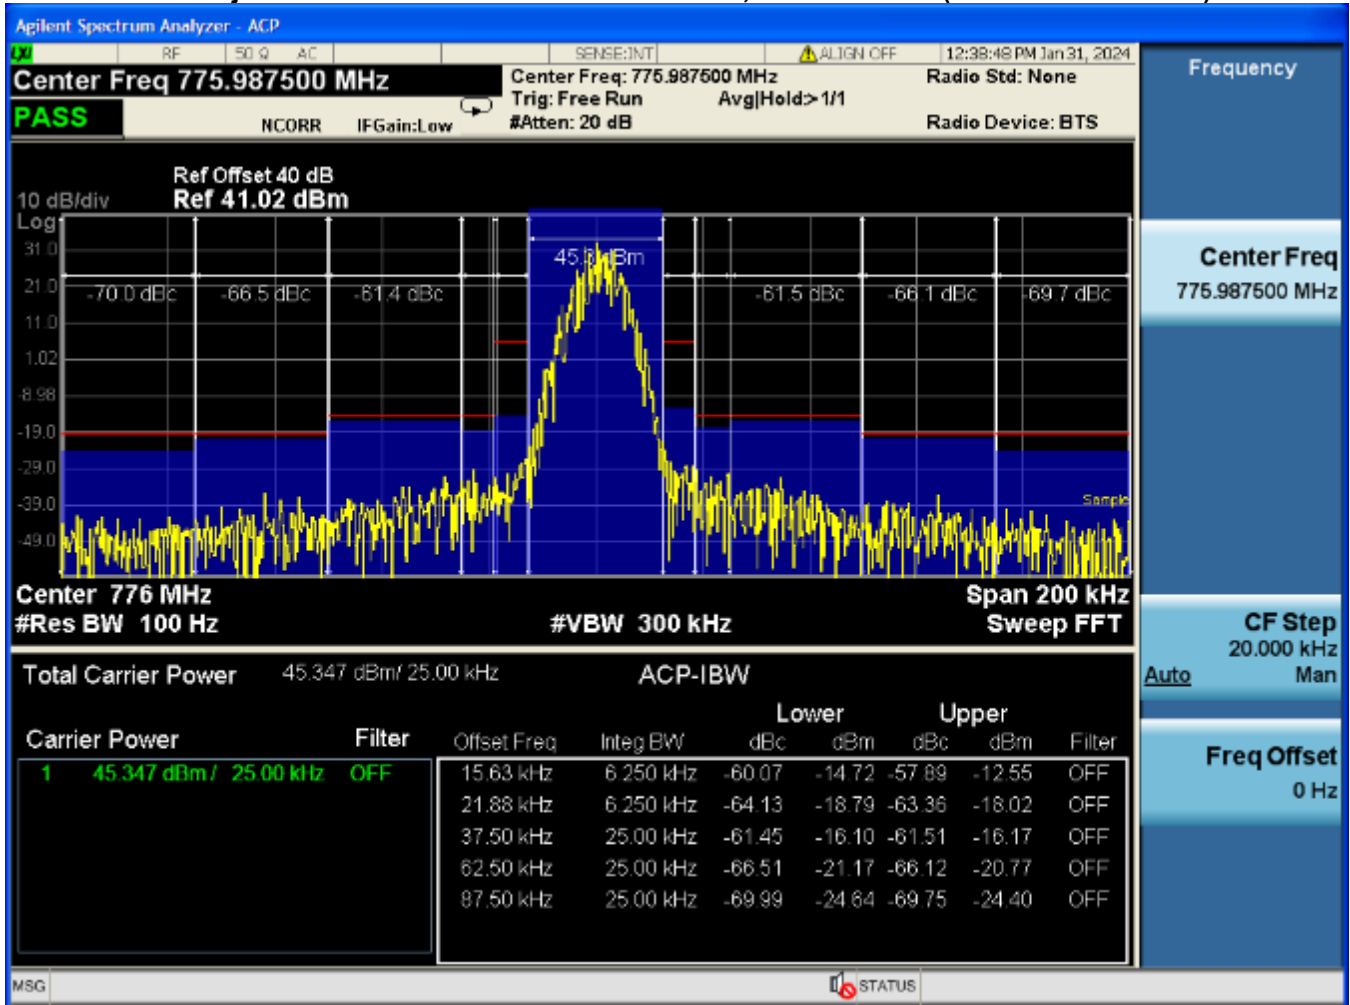 Agilent Spectrum Analyzer - ACP
LXI RF 50 Ω AC SENSE:INT ALIGN OFF 12:38:48 PM Jan 31, 2024
Center Freq 775.987500 MHz
Center Freq: 775.987500 MHz Radio Std: None
Trig: Free Run Avg|Hold:> 1/1
PASS NCORR IFGain:Low #Atten: 20 dB Radio Device: BTS
Ref Offset 40 dB
10 dB/div Ref 41.02 dBm
Log
31.0
45. dBm
21.0 -70.0 dBc -66.5 dBc -61.4 dBc -61.5 dBc -66.1 dBc -69.7 dBc
11.0
1.02
-8.98
-19.0
-29.0
-39.0 Sample
-49.0
Center 776 MHz Span 200 kHz
#Res BW 100 Hz #VBW 300 kHz Sweep FFT
Total Carrier Power 45.347 dBm/ 25.00 kHz ACP-IBW
Lower Upper
Carrier Power Filter Offset Freq Integ BW dBc dBm dBc dBm Filter
1 45.347 dBm / 25.00 kHz OFF 15.63 kHz 6.250 kHz -60.07 -14.72 -57.89 -12.55 OFF
21.88 kHz 6.250 kHz -64.13 -18.79 -63.36 -18.02 OFF
37.50 kHz 25.00 kHz -61.45 -16.10 -61.51 -16.17 OFF
62.50 kHz 25.00 kHz -66.51 -21.17 -66.12 -20.77 OFF
87.50 kHz 25.00 kHz -69.99 -24.64 -69.75 -24.40 OFF
MSG STATUS
Frequency
Center Freq
775.987500 MHz
CF Step
20.000 kHz
Auto Man
Freq Offset
0 Hz